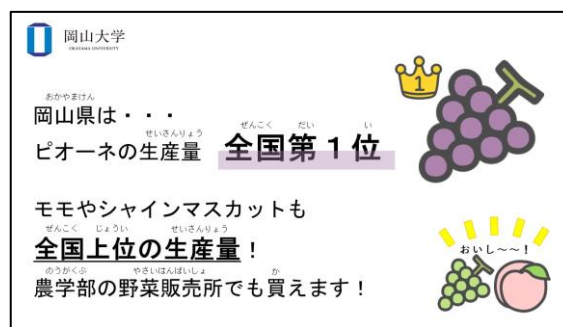 岡山大学
OKAYAMA UNIVERSITY
おかやまけん
岡山県は・・・
せいさんりょう ぜんこく だい い
ピオーネの生産量 全国第１位
1
モモやシャインマスカットも
ぜんこく じょうい せいさんりょう
全国上位の生産量！
のうがくぶ やさいはんばいしょ か
農学部の野菜販売所でも買えます！
おいし～～！